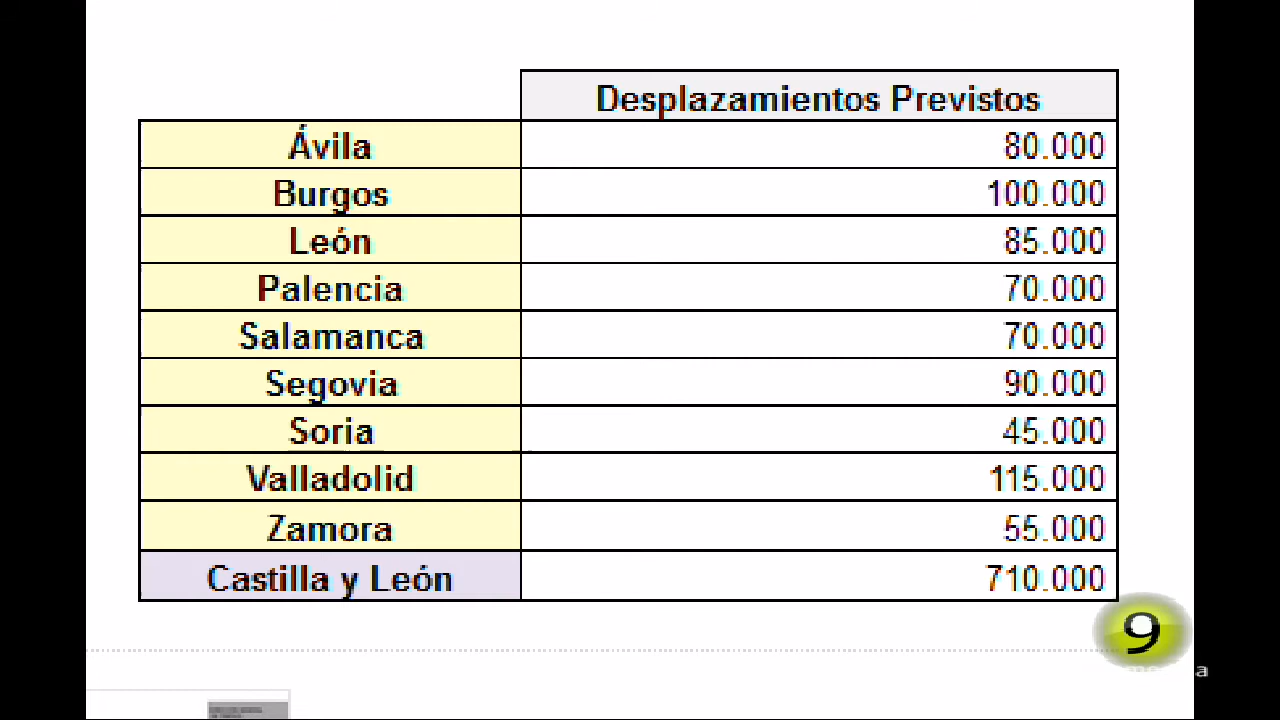 Desplazamientos Previstos
Ávila 80.000
Burgos 100.000
León 85.000
Palencia 70.000
Salamanca 70.000
Segovia 90.000
Soria 45.000
Valladolid 115.000
Zamora 55.000
Castilla y León 710.000
9
a